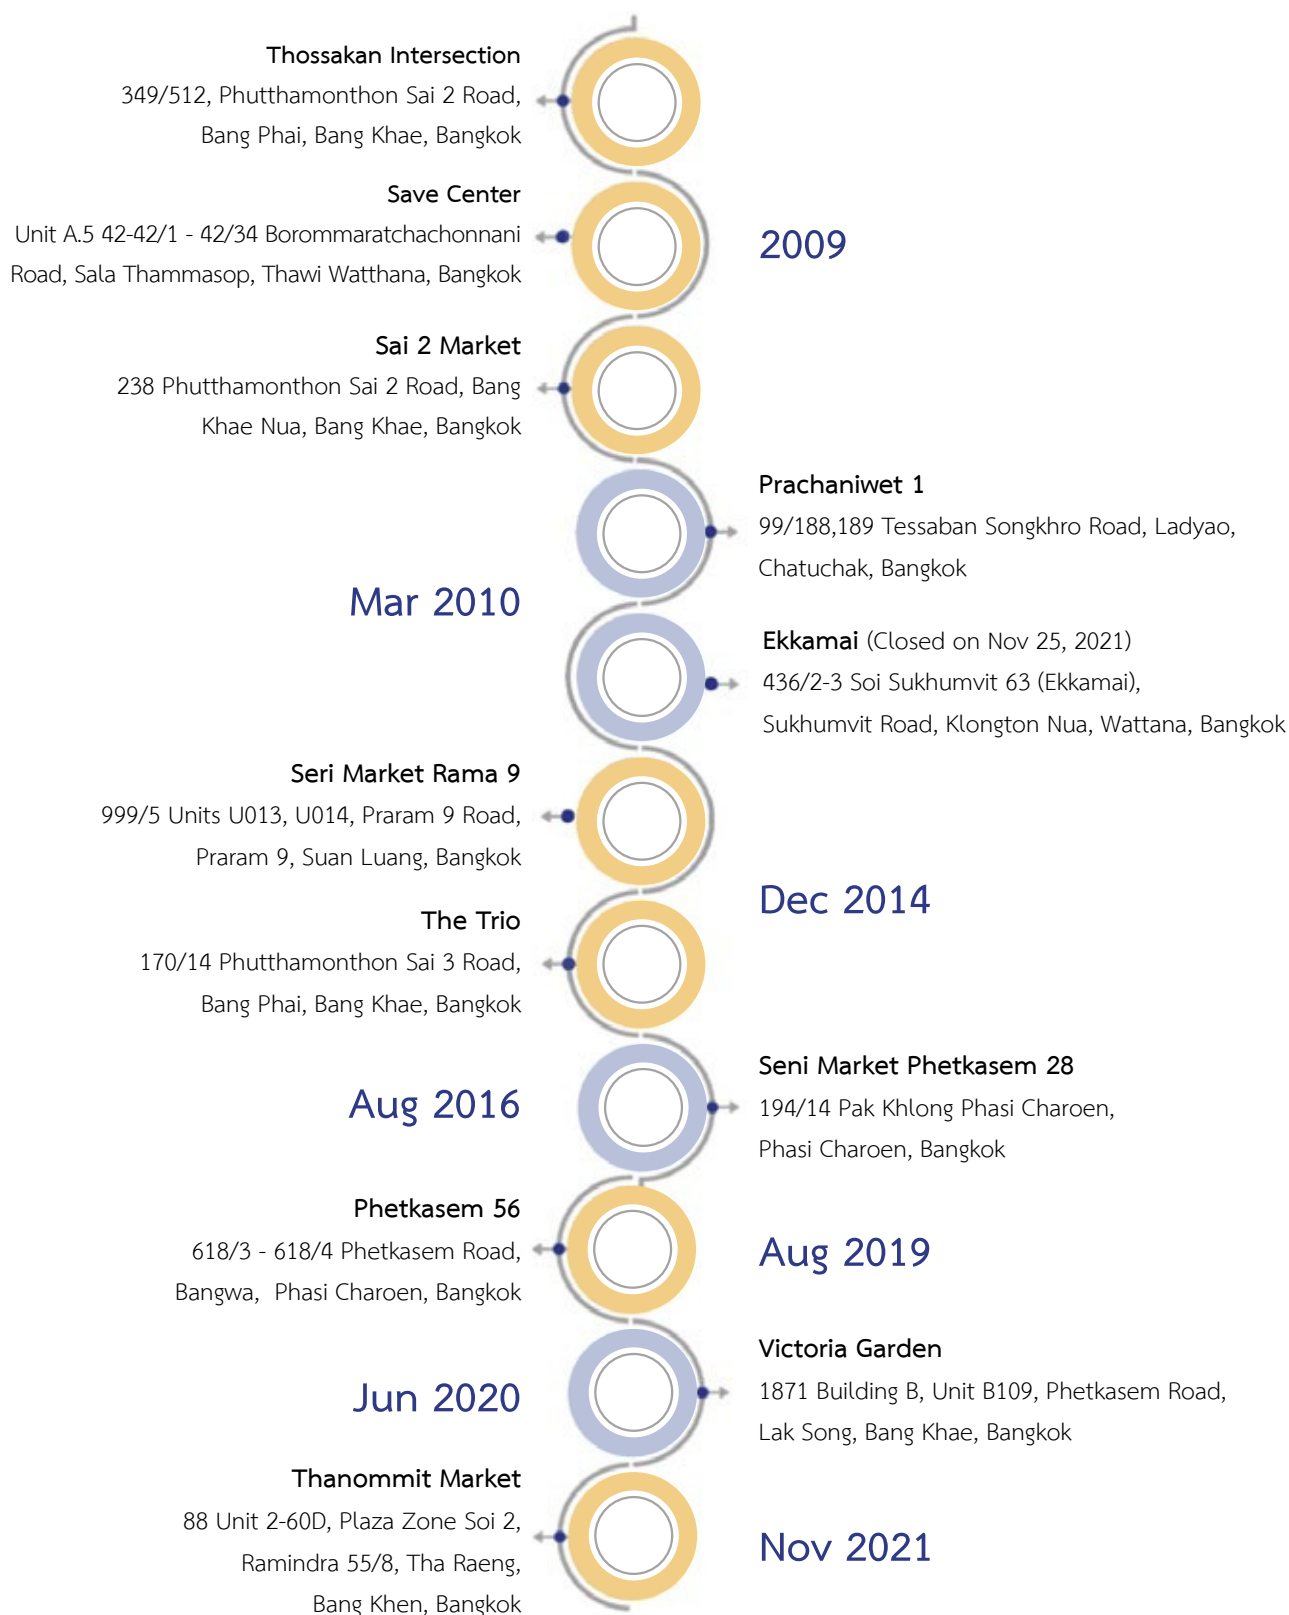 Thossakan Intersection
349/512, Phutthamonthon Sai 2 Road,
Bang Phai, Bang Khae, Bangkok
Save Center
Unit A.5 42-42/1 - 42/34 Borommaratchachonnani
Road, Sala Thammasop, Thawi Watthana, Bangkok
2009
Sai 2 Market
238 Phutthamonthon Sai 2 Road, Bang
Khae Nua, Bang Khae, Bangkok
Prachaniwet 1
99/188,189 Tessaban Songkhro Road, Ladyao,
Chatuchak, Bangkok
Mar 2010
Ekkamai (Closed on Nov 25, 2021)
436/2-3 Soi Sukhumvit 63 (Ekkamai),
Sukhumvit Road, Klongton Nua, Wattana, Bangkok
Seri Market Rama 9
999/5 Units U013, U014, Praram 9 Road,
Praram 9, Suan Luang, Bangkok
Dec 2014
The Trio
170/14 Phutthamonthon Sai 3 Road,
Bang Phai, Bang Khae, Bangkok
Aug 2016
Seni Market Phetkasem 28
194/14 Pak Khlong Phasi Charoen,
Phasi Charoen, Bangkok
Phetkasem 56
618/3 - 618/4 Phetkasem Road,
Bangwa, Phasi Charoen, Bangkok
Aug 2019
Jun 2020
Victoria Garden
1871 Building B, Unit B109, Phetkasem Road,
Lak Song, Bang Khae, Bangkok
Thanommit Market
88 Unit 2-60D, Plaza Zone Soi 2,
Ramindra 55/8, Tha Raeng,
Bang Khen, Bangkok
Nov 2021